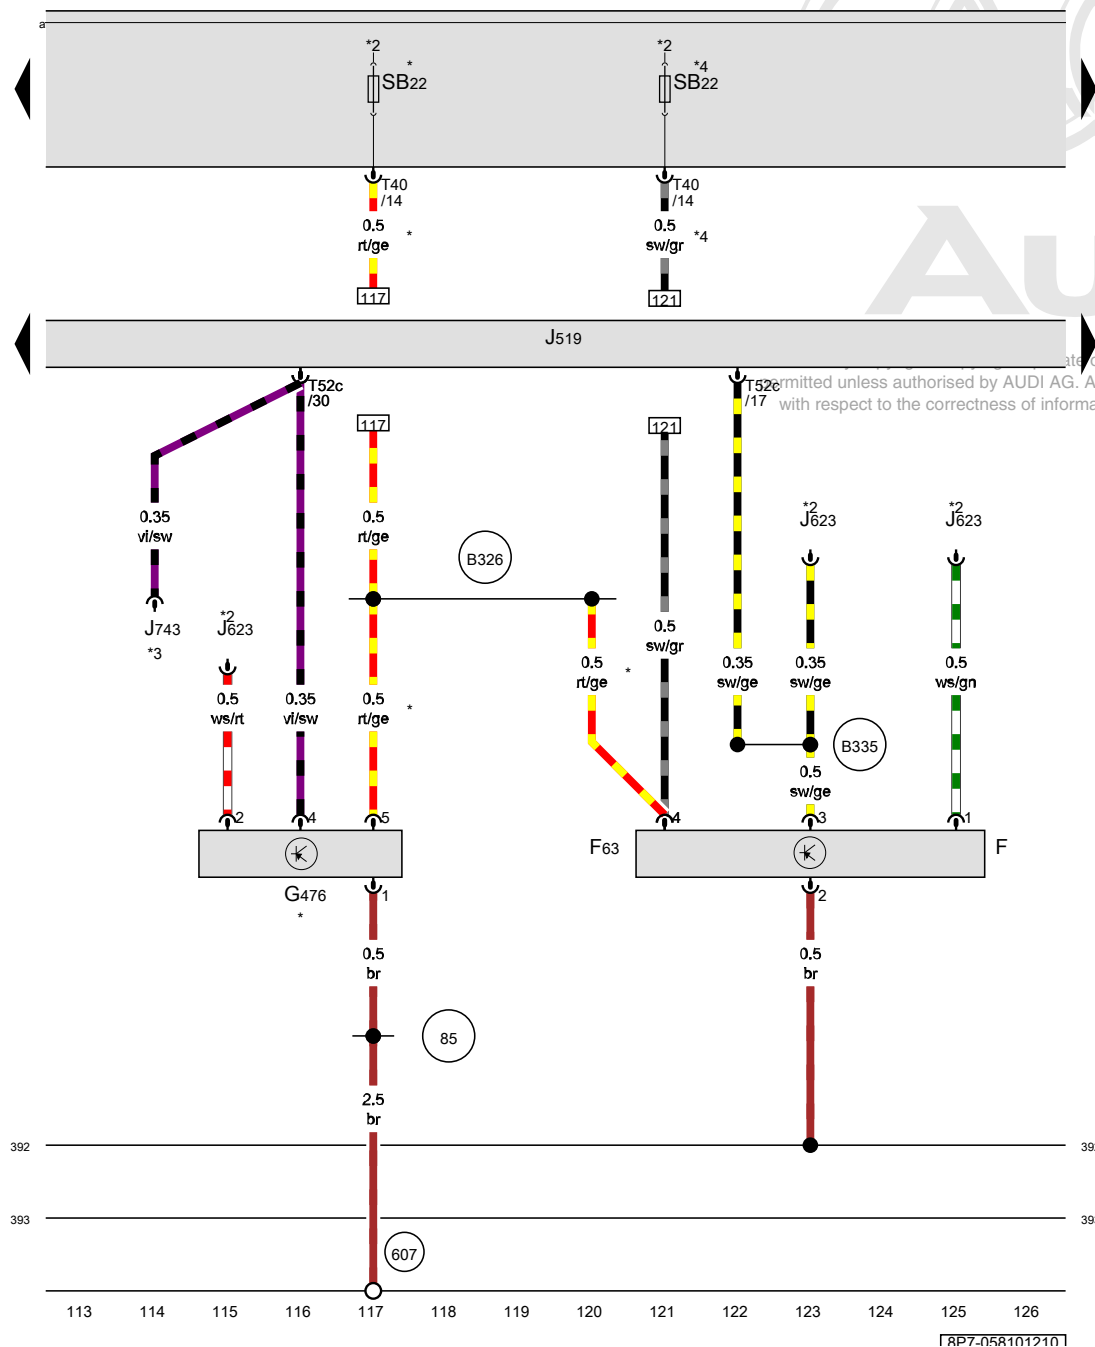 a
*2
*
SB22
*2
*4
SB22
T40
/14
T40
/14
0.5
rt/ge
*
0.5
sw/gr
*4
117
121
Au
J519
permitted unless authorised by AUDI AG. A
with respect to the correctness of informa
T52c
/30
T52c
/17
117
121
0.35
vi/sw
0.5
rt/ge
B326
*2
J623
*2
J623
J743
*3
*2
J623
0.5
sw/gr
0.5
rt/ge
*
0.35
sw/ge
0.35
sw/ge
0.5
ws/gn
0.5
ws/rt
0.35
vi/sw
0.5
rt/ge
*
B335
0.5
sw/ge
2
4
5
4
3
1
F63
F
G476
*
1
2
0.5
br
0.5
br
85
2.5
br
392
392
393
393
607
113 114 115 116 117 118 119 120 121 122 123 124 125 126
8P7-058101210